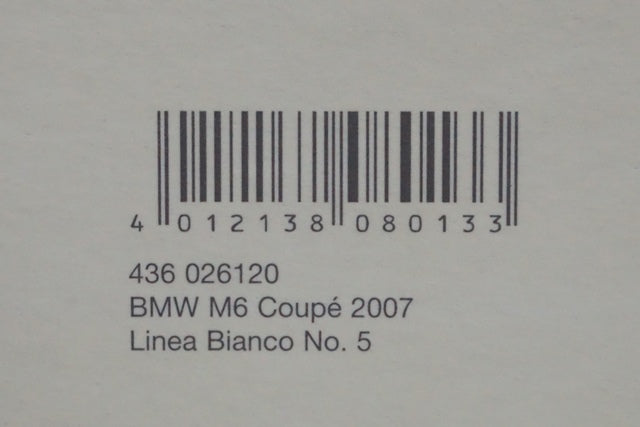 4 012138 080133
436 026120
BMW M6 Coupé 2007
Linea Bianco No. 5